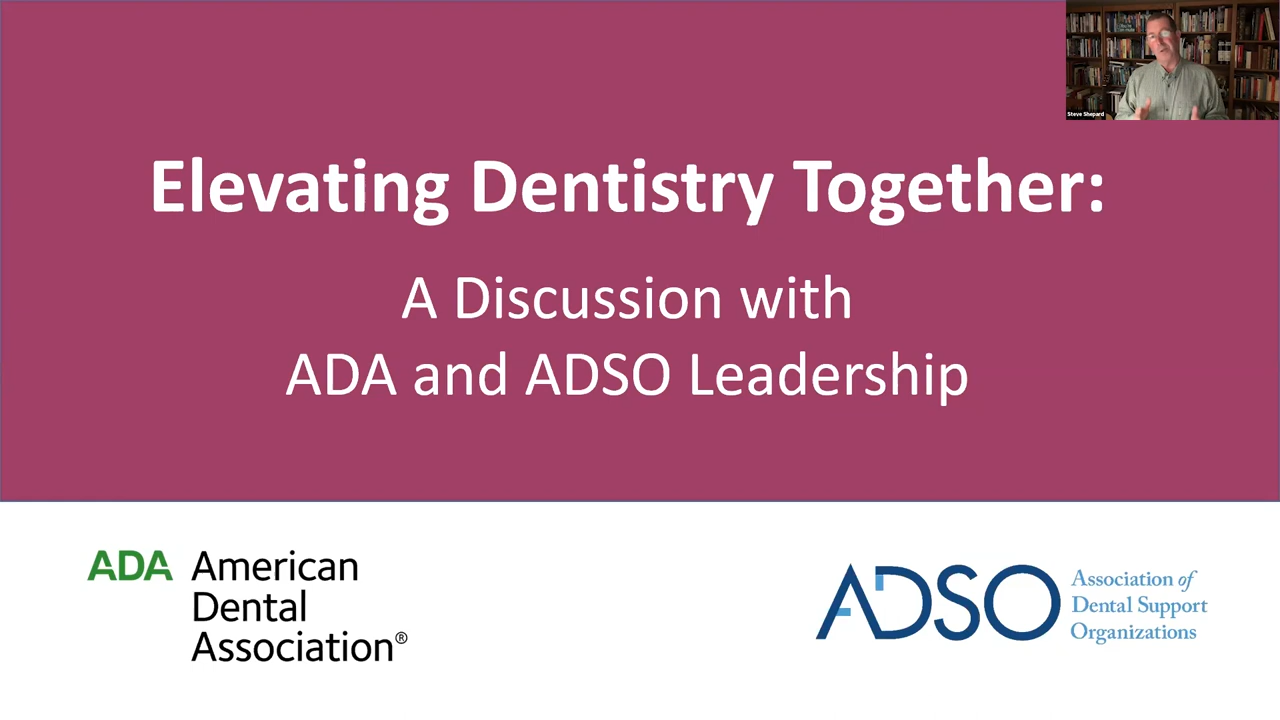 Steve Shepard
Elevating Dentistry Together:
A Discussion with
ADA and ADSO Leadership
ADA American
Dental
Association®
ADSO
Association of
Dental Support
Organizations